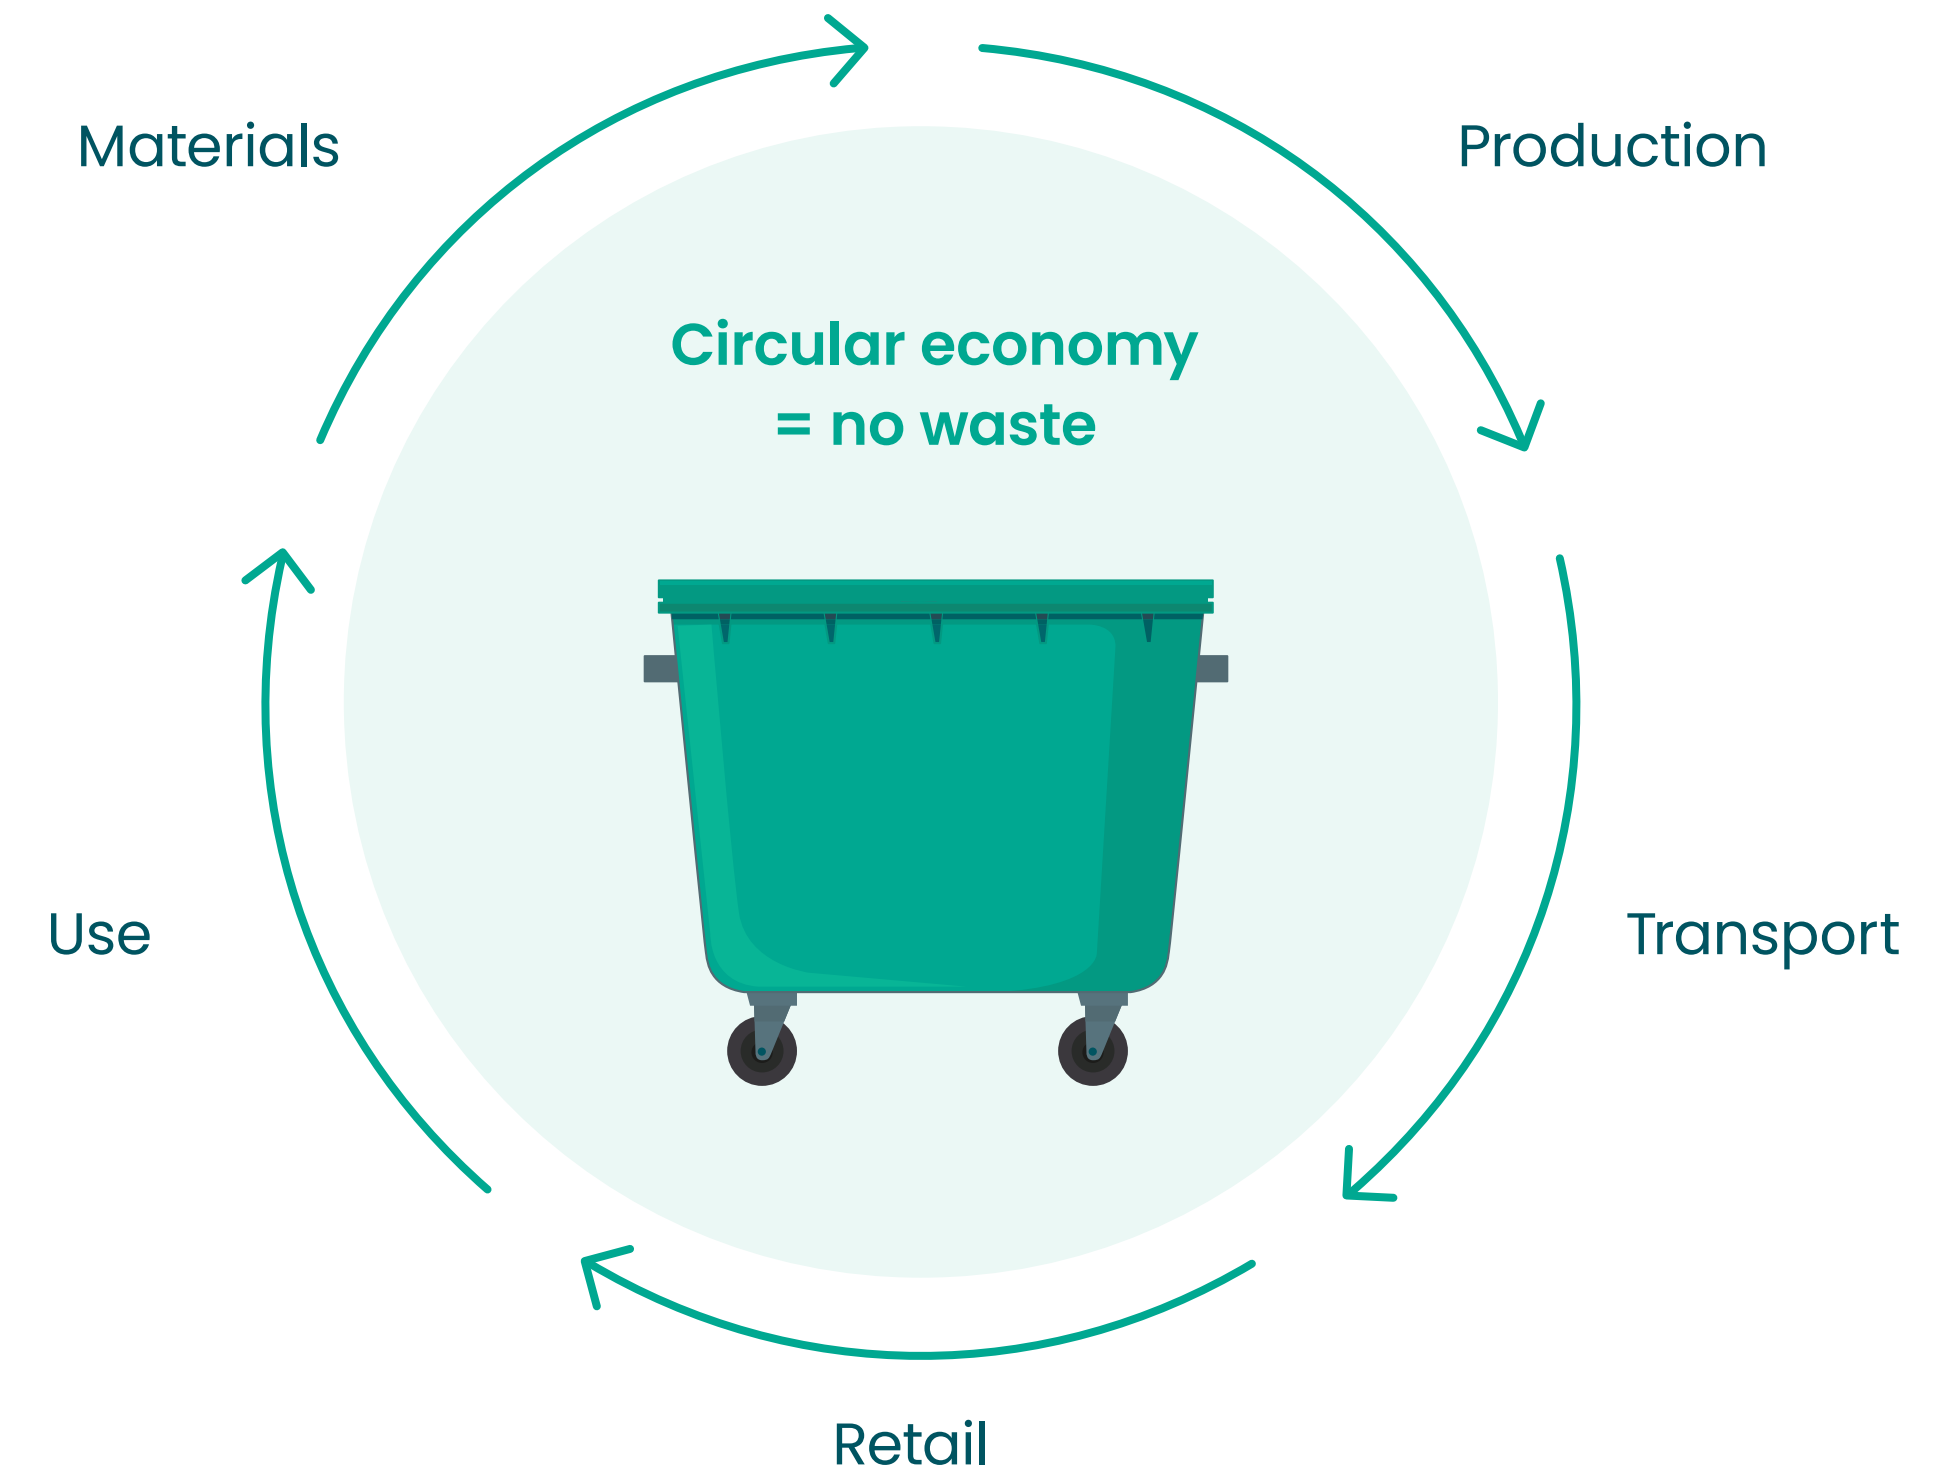 Materials
Production
Circular economy
= no waste
Use
Transport
Retail